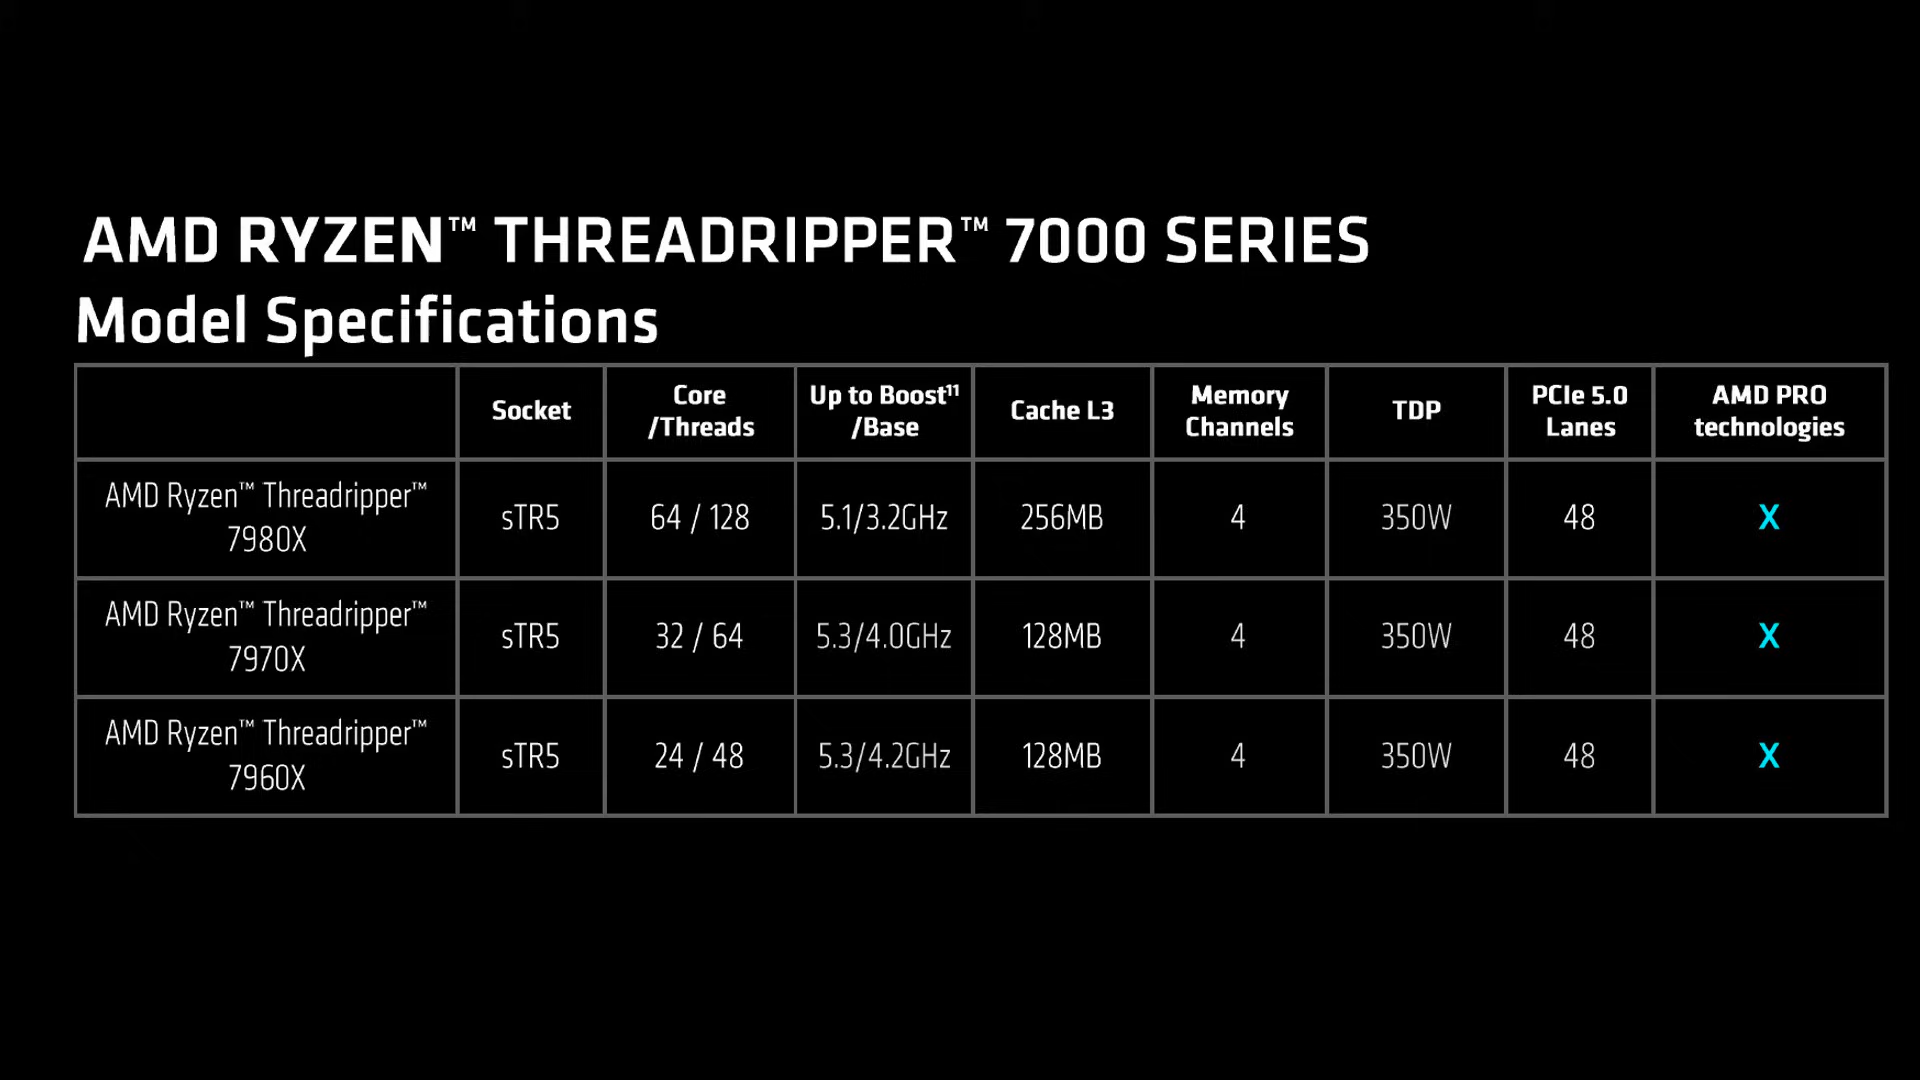 AMD RYZEN™ THREADRIPPER™ 7000 SERIES
Model Specifications
Socket
Core
/Threads
Up to Boost¹¹
/Base
Cache L3
Memory
Channels
TDP
PCIe 5.0
Lanes
AMD PRO
technologies
AMD Ryzen™ Threadripper™
7980X
sTR5
64 / 128
5.1/3.2GHz
256MB
4
350W
48
X
AMD Ryzen™ Threadripper™
7970X
sTR5
32 / 64
5.3/4.0GHz
128MB
4
350W
48
X
AMD Ryzen™ Threadripper™
7960X
sTR5
24 / 48
5.3/4.2GHz
128MB
4
350W
48
X